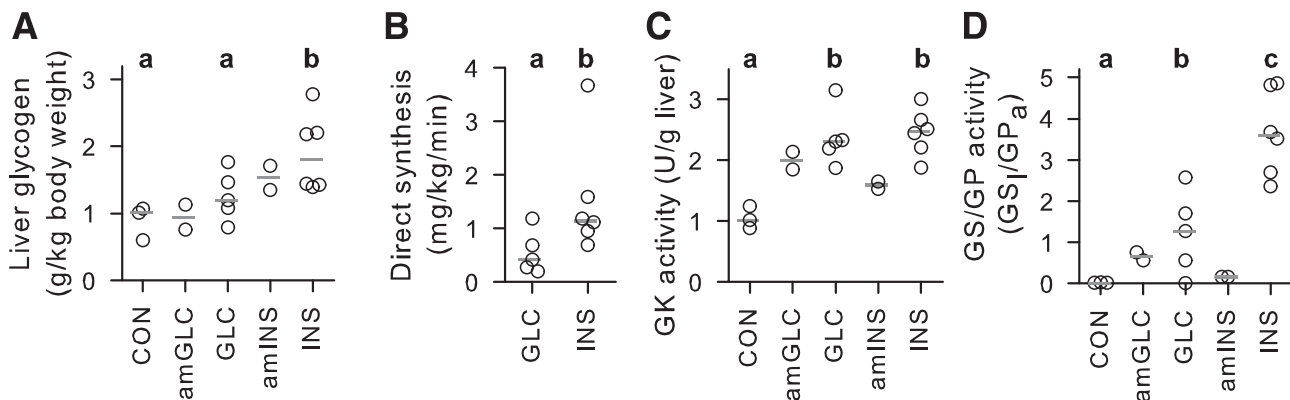 A
Liver glycogen
(g/kg body weight)
a a b
3
2
1
0
CON amGLC GLC amINS INS
B
Direct synthesis
(mg/kg/min)
a b
4
3
2
1
0
GLC INS
C
GK activity (U/g liver)
a b b
3
2
1
0
CON amGLC GLC amINS INS
D
GS/GP activity
(GSI/GPa)
a b c
5
4
3
2
1
0
CON amGLC GLC amINS INS